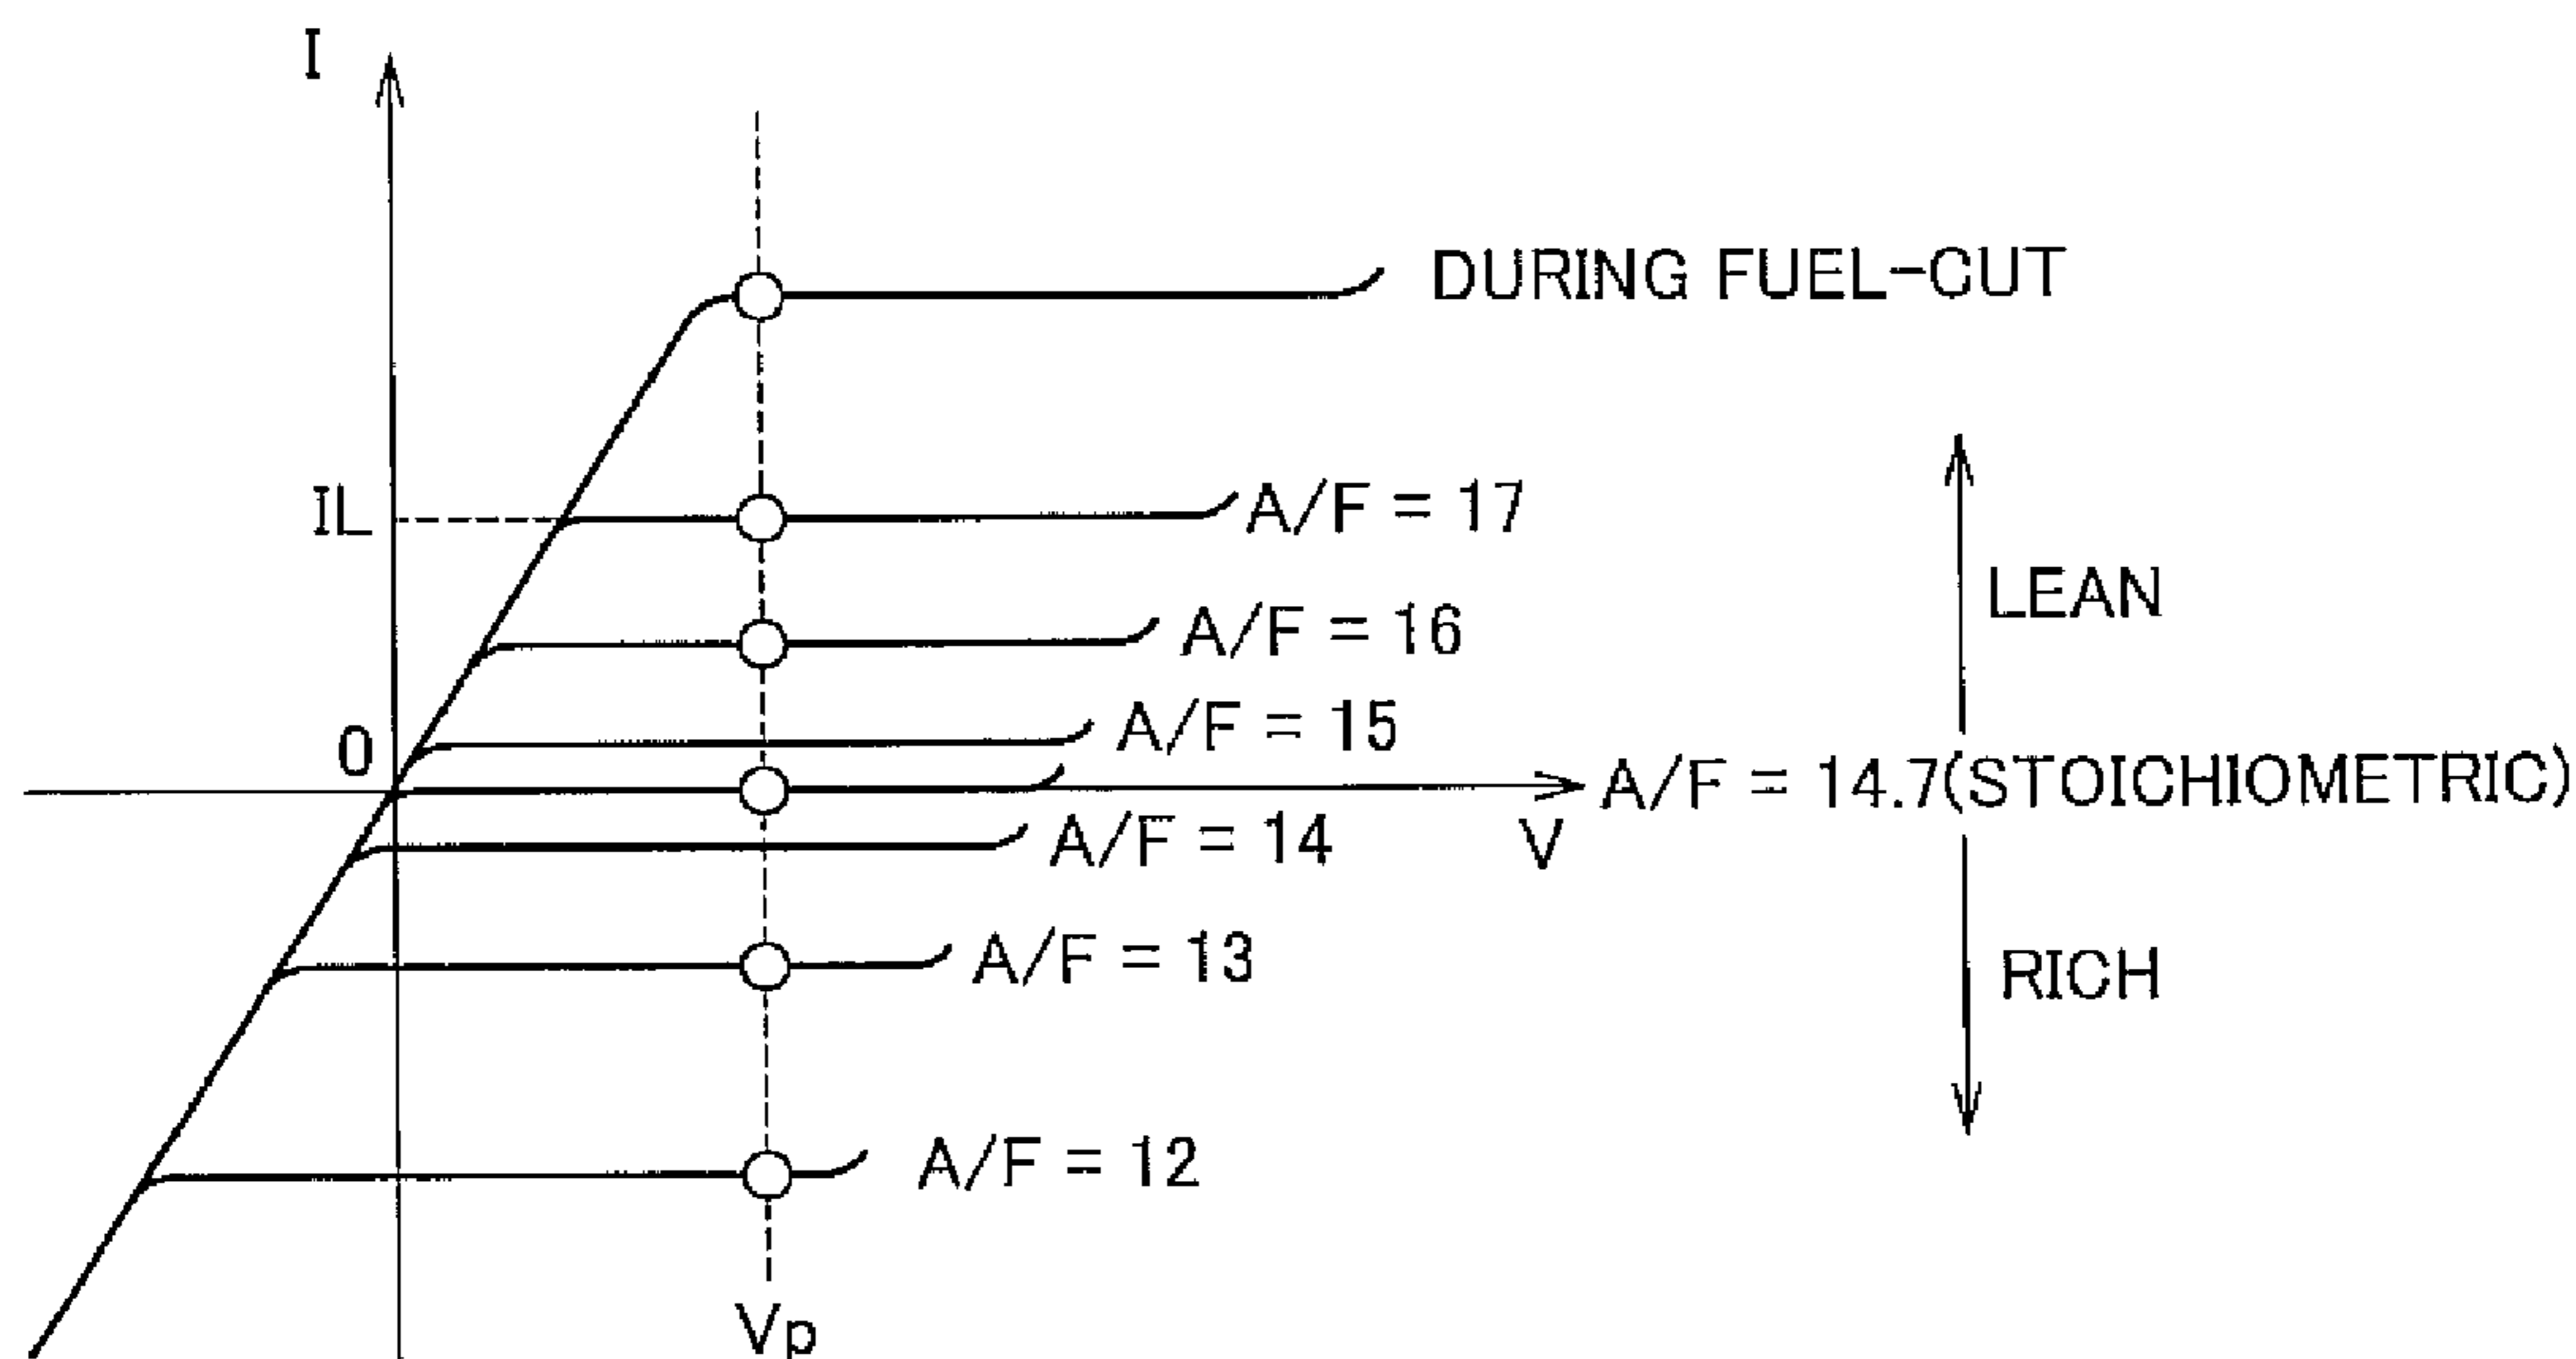 I
DURING FUEL-CUT
IL
A/F = 17
A/F = 16
LEAN
A/F = 15
0
A/F = 14.7(STOICHIOMETRIC)
V
A/F = 14
A/F = 13
RICH
A/F = 12
Vp